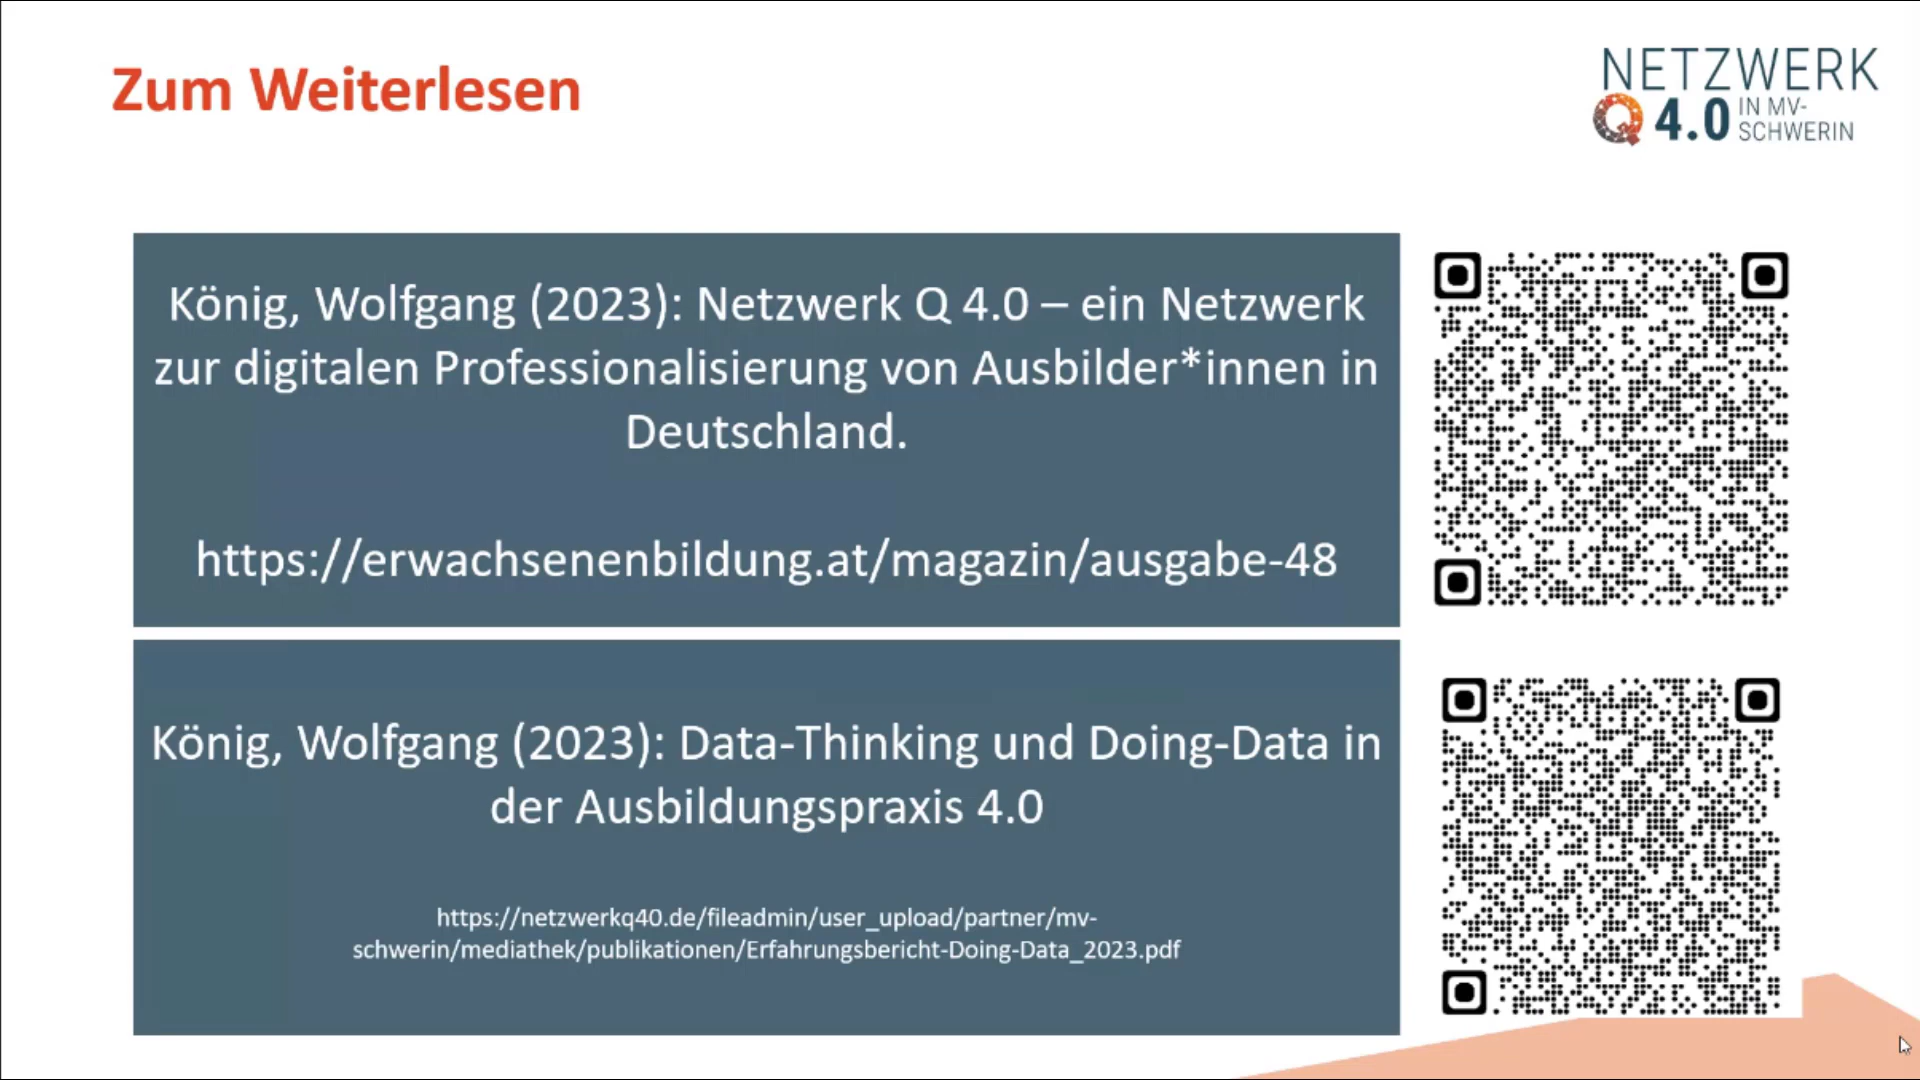 Zum Weiterlesen
NETZWERK
Q 4.0 IN MV-
SCHWERIN
König, Wolfgang (2023): Netzwerk Q 4.0 – ein Netzwerk
zur digitalen Professionalisierung von Ausbilder*innen in
Deutschland.
https://erwachsenenbildung.at/magazin/ausgabe-48
König, Wolfgang (2023): Data-Thinking und Doing-Data in
der Ausbildungspraxis 4.0
https://netzwerkq40.de/fileadmin/user_upload/partner/mv-
schwerin/mediathek/publikationen/Erfahrungsbericht-Doing-Data_2023.pdf